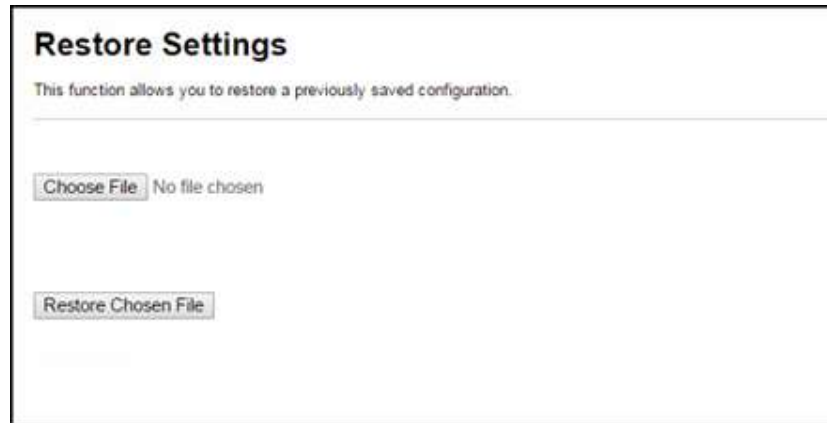 Restore Settings
This function allows you to restore a previously saved configuration.
Choose File No file chosen
Restore Chosen File